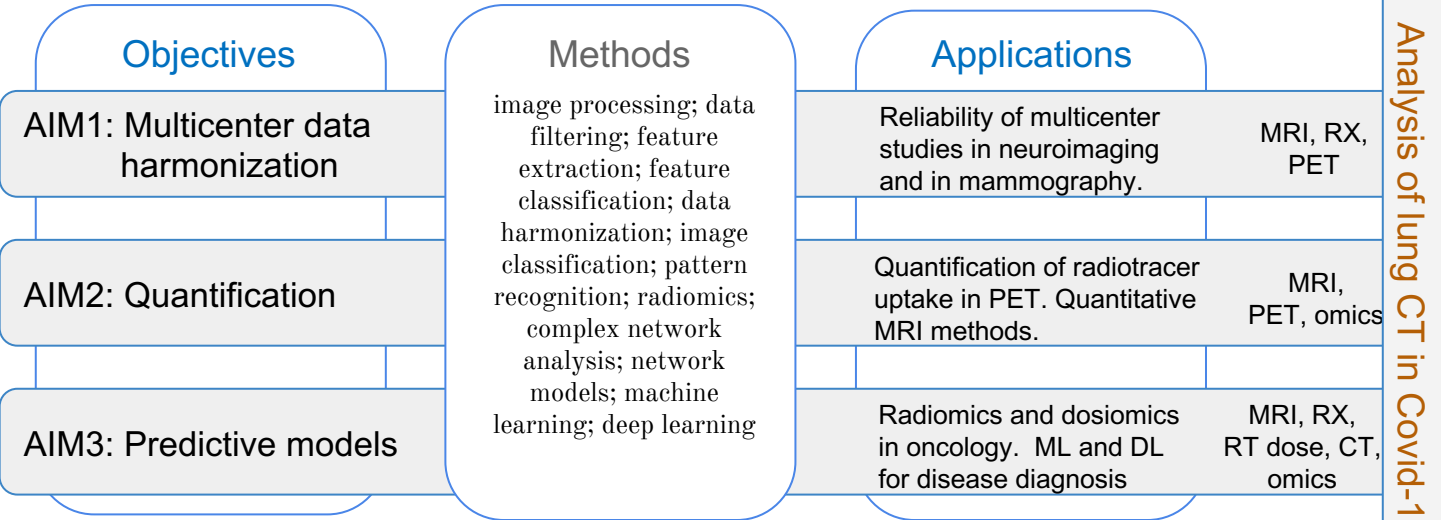 Objectives
Methods
Applications
AIM1: Multicenter data
harmonization
AIM2: Quantification
AIM3: Predictive models
image processing; data
filtering; feature
extraction; feature
classification; data
harmonization; image
classification; pattern
recognition; radiomics;
complex network
analysis; network
models; machine
learning; deep learning
Reliability of multicenter
studies in neuroimaging
and in mammography.
MRI, RX,
PET
Quantification of radiotracer
uptake in PET. Quantitative
MRI methods.
MRI,
PET, omics
Radiomics and dosiomics
in oncology. ML and DL
for disease diagnosis
MRI, RX,
RT dose, CT,
omics
Analysis of lung CT in Covid-1